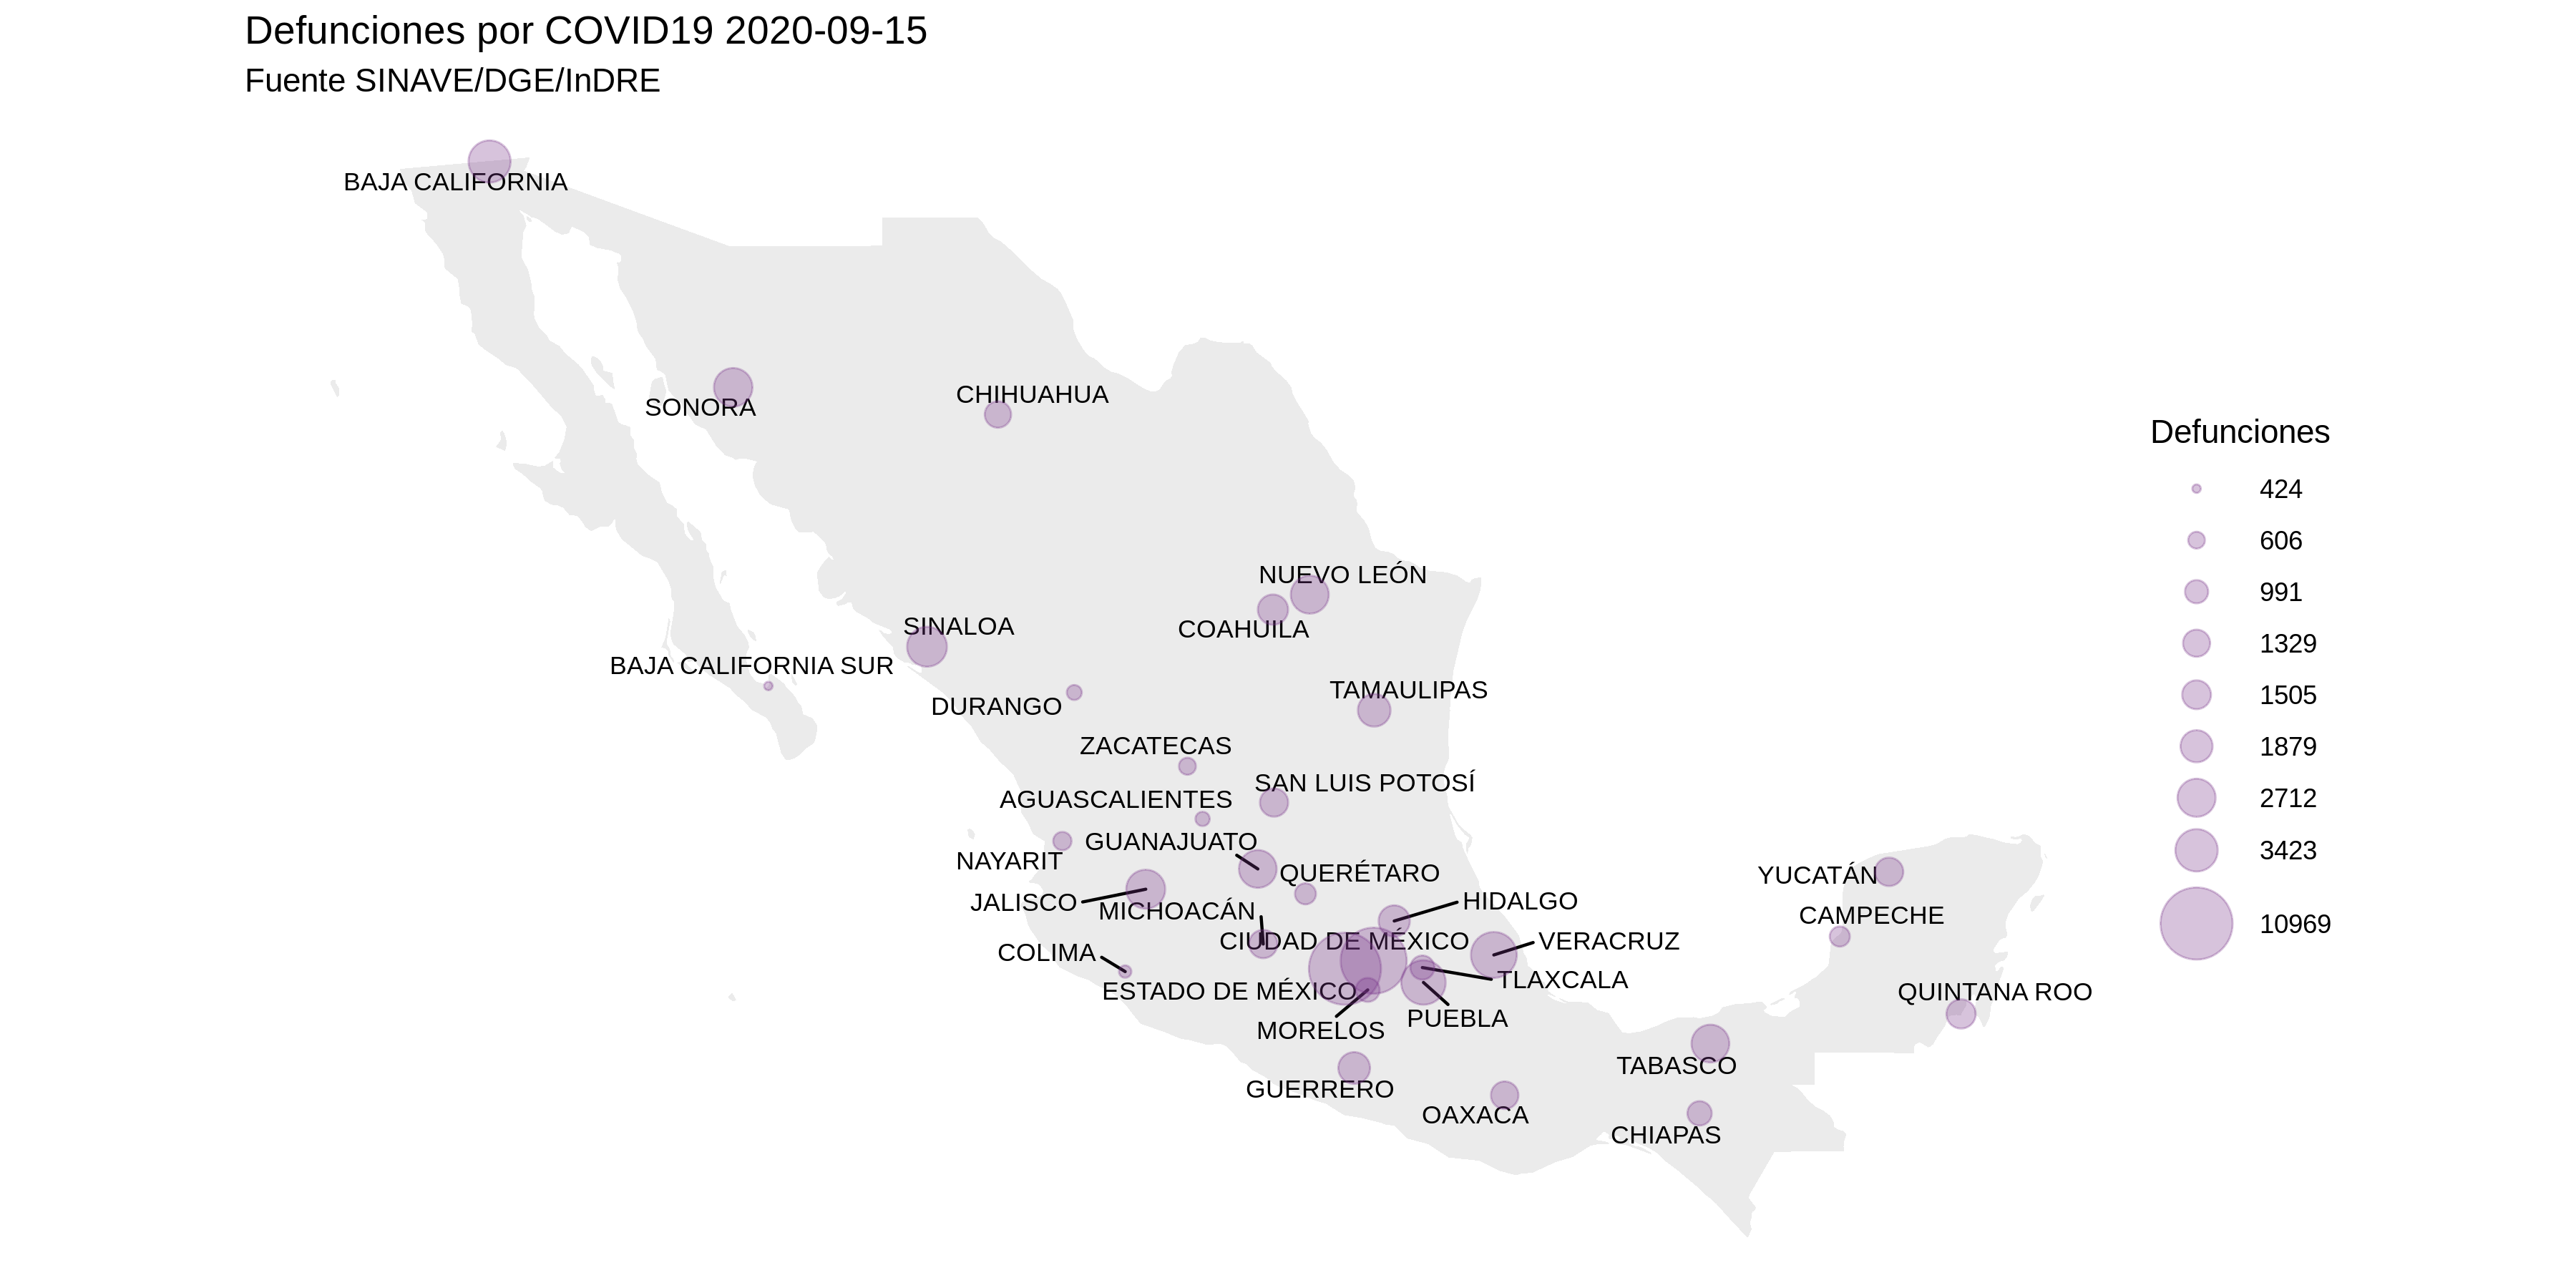 Defunciones por COVID19 2020-09-15
Fuente SINAVE/DGE/InDRE
BAJA CALIFORNIA
SONORA
CHIHUAHUA
NUEVO LEÓN
COAHUILA
SINALOA
BAJA CALIFORNIA SUR
DURANGO
TAMAULIPAS
ZACATECAS
SAN LUIS POTOSÍ
AGUASCALIENTES
GUANAJUATO
NAYARIT
QUERÉTARO
JALISCO
MICHOACÁN
HIDALGO
CIUDAD DE MÉXICO
VERACRUZ
COLIMA
TLAXCALA
ESTADO DE MÉXICO
PUEBLA
MORELOS
GUERRERO
OAXACA
YUCATÁN
CAMPECHE
QUINTANA ROO
TABASCO
CHIAPAS
Defunciones
424
606
991
1329
1505
1879
2712
3423
10969